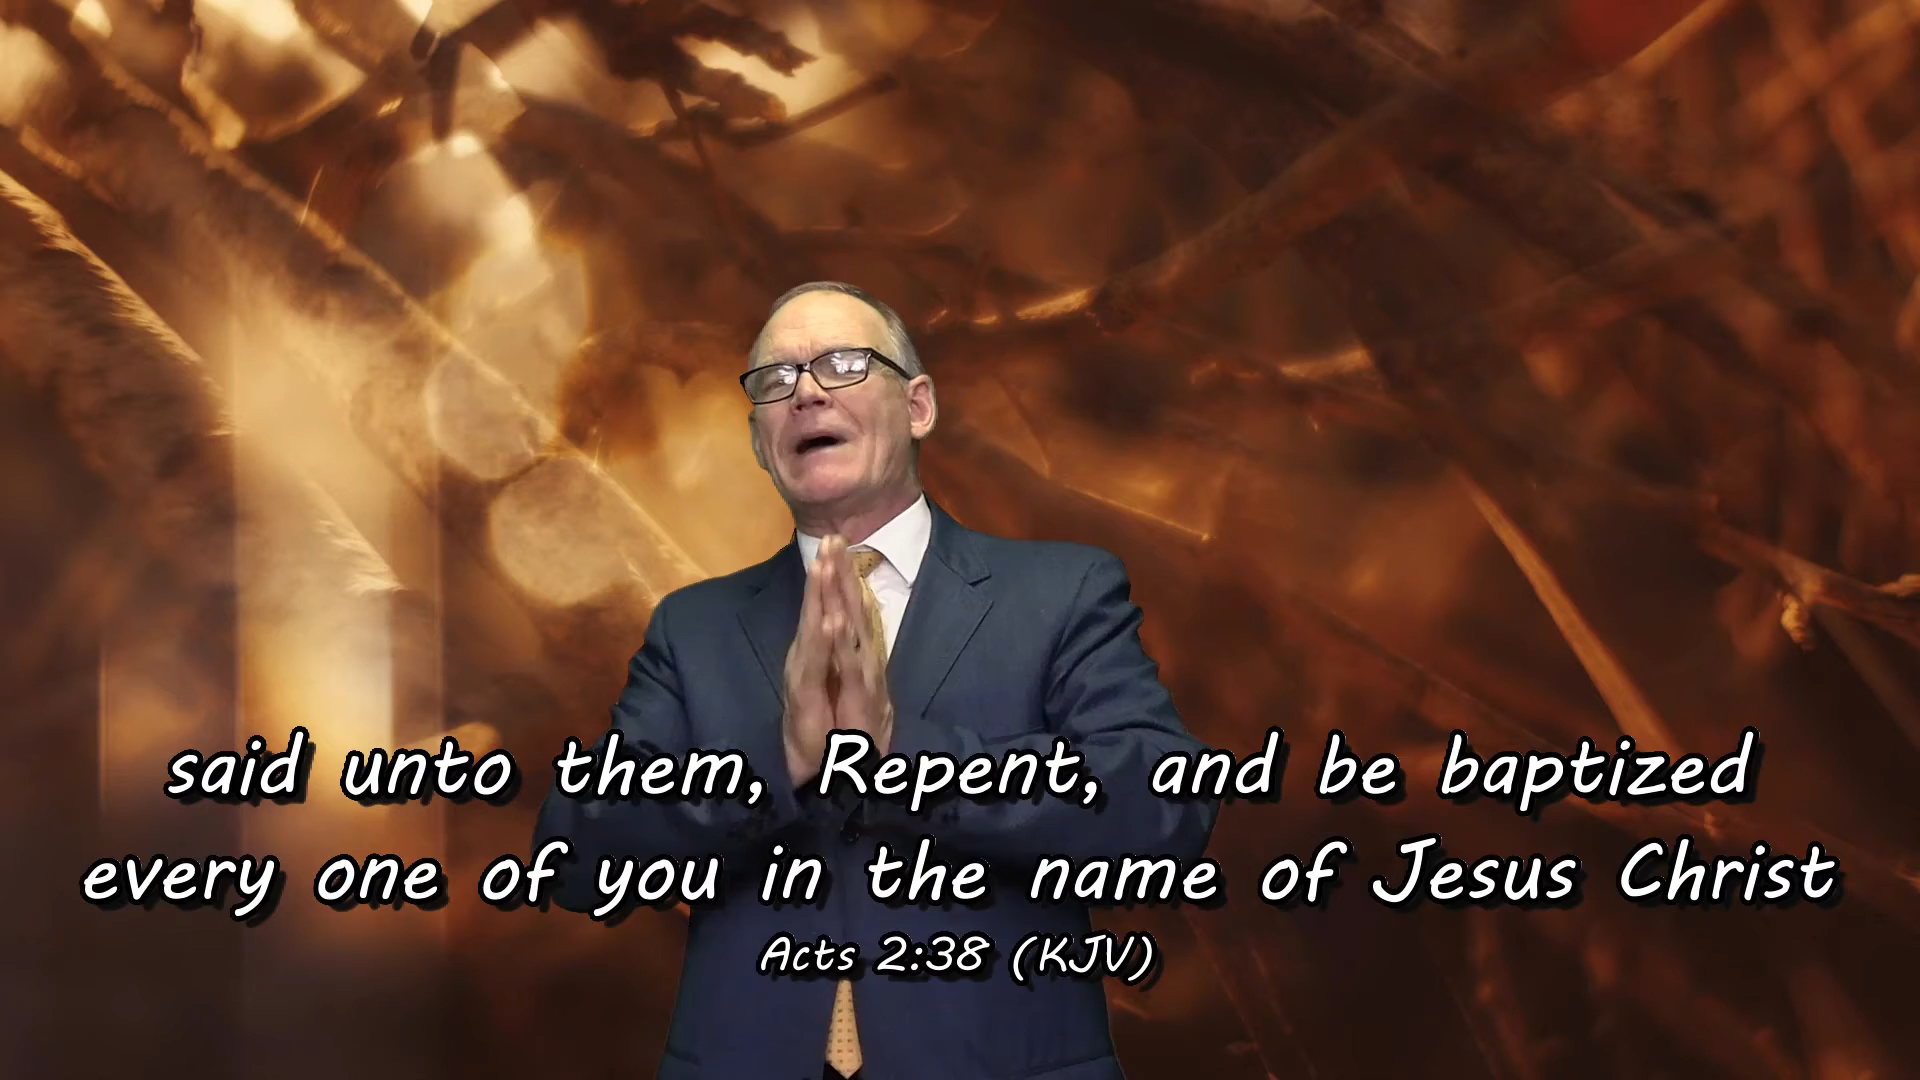 said unto them, Repent, and be baptized
every one of you in the name of Jesus Christ
Acts 2:38 (KJV)